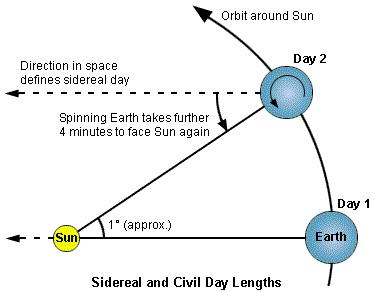 Orbit around Sun
Day 2
Direction in space
defines sidereal day
Spinning Earth takes further
4 minutes to face Sun again
Day 1
1° (approx.)
Sun
Earth
Sidereal and Civil Day Lengths